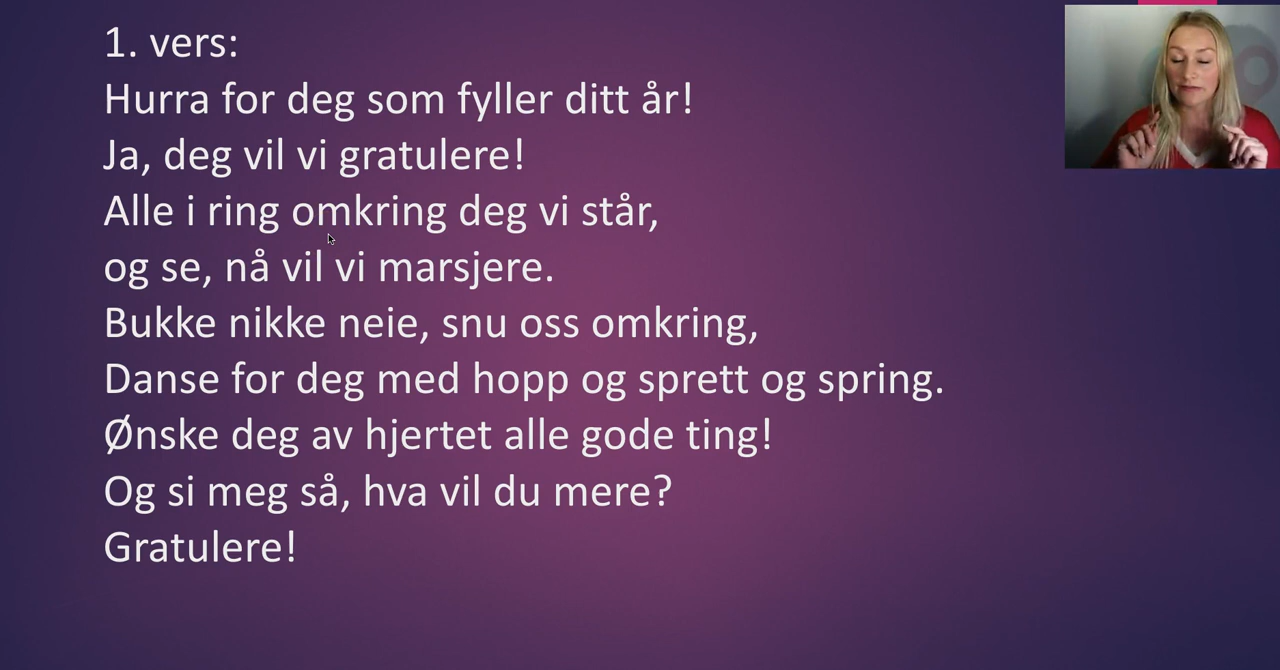 1. vers:
Hurra for deg som fyller ditt år!
Ja, deg vil vi gratulere!
Alle i ring omkring deg vi står,
og se, nå vil vi marsjere.
Bukke nikke neie, snu oss omkring,
Danse for deg med hopp og sprett og spring.
Ønske deg av hjertet alle gode ting!
Og si meg så, hva vil du mere?
Gratulere!